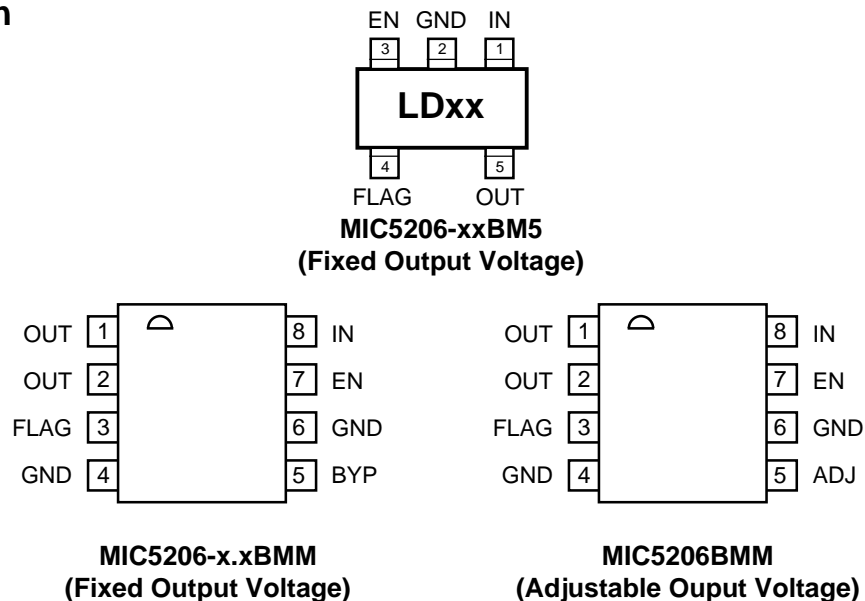 n
EN GND IN
3 2 1
LDxx
4 5
FLAG OUT
MIC5206-xxBM5
(Fixed Output Voltage)
OUT 1 8 IN
OUT 2 7 EN
FLAG 3 6 GND
GND 4 5 BYP
MIC5206-x.xBMM
(Fixed Output Voltage)
OUT 1 8 IN
OUT 2 7 EN
FLAG 3 6 GND
GND 4 5 ADJ
MIC5206BMM
(Adjustable Ouput Voltage)